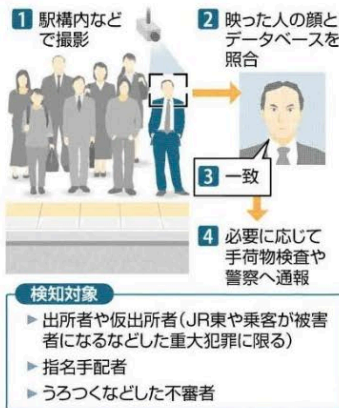 1 駅構内など
で撮影
2 映った人の顔と
データベースを
照合
3 一致
4 必要に応じて
手荷物検査や
警察へ通報
検知対象
▶出所者や仮出所者(JR東や乗客が被害
者になるなどした重大犯罪に限る)
▶指名手配者
▶うろつくなどした不審者